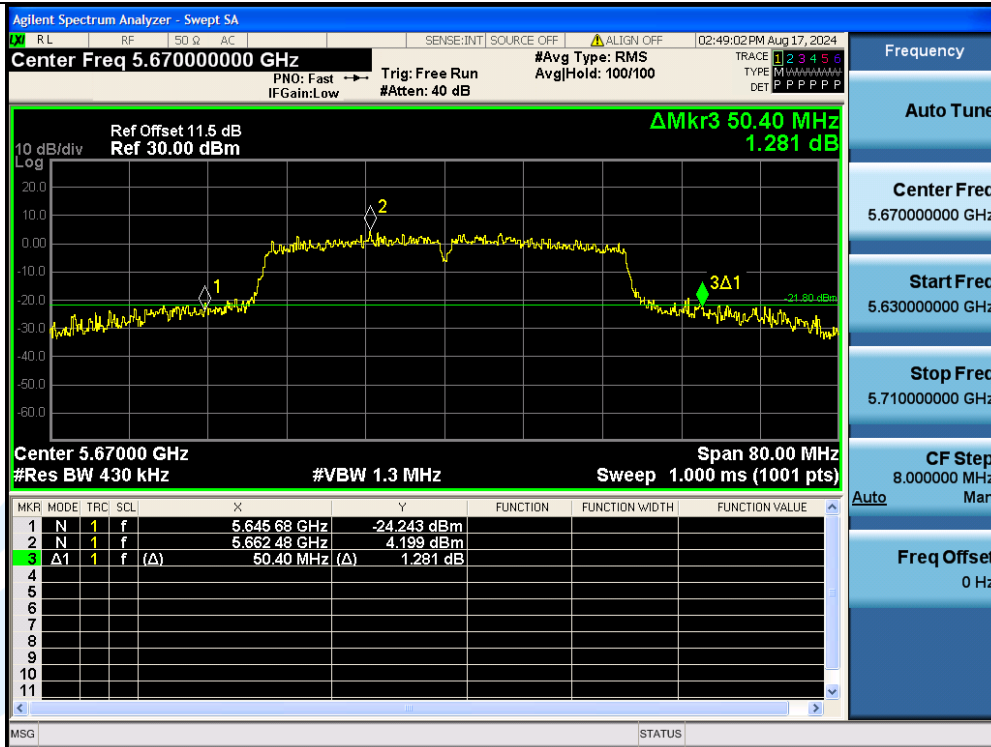 Agilent Spectrum Analyzer - Swept SA
LXI RL RF 50 Ω AC SENSE:INT SOURCE OFF ALIGN OFF 02:49:02 PM Aug 17, 2024
Center Freq 5.670000000 GHz
PNO: Fast
IFGain:Low
Trig: Free Run
#Atten: 40 dB
#Avg Type: RMS
Avg|Hold: 100/100
TRACE 1 2 3 4 5 6
TYPE M WWWWW
DET P P P P P P
ΔMkr3 50.40 MHz
1.281 dB
Ref Offset 11.5 dB
10 dB/div Ref 30.00 dBm
Log
20.0
10.0
0.00
-10.0
-20.0
-30.0
-40.0
-50.0
-60.0
1
2
3Δ1
-21.80 dBm
Center 5.67000 GHz Span 80.00 MHz
#Res BW 430 kHz #VBW 1.3 MHz Sweep 1.000 ms (1001 pts)
MKR MODE TRC SCL X Y FUNCTION FUNCTION WIDTH FUNCTION VALUE
1 N 1 f 5.645 68 GHz -24.243 dBm
2 N 1 f 5.662 48 GHz 4.199 dBm
3 Δ1 1 f (Δ) 50.40 MHz (Δ) 1.281 dB
4
5
6
7
8
9
10
11
MSG STATUS
Frequency
Auto Tune
Center Freq
5.670000000 GHz
Start Freq
5.630000000 GHz
Stop Freq
5.710000000 GHz
CF Step
8.000000 MHz
Auto Man
Freq Offset
0 Hz